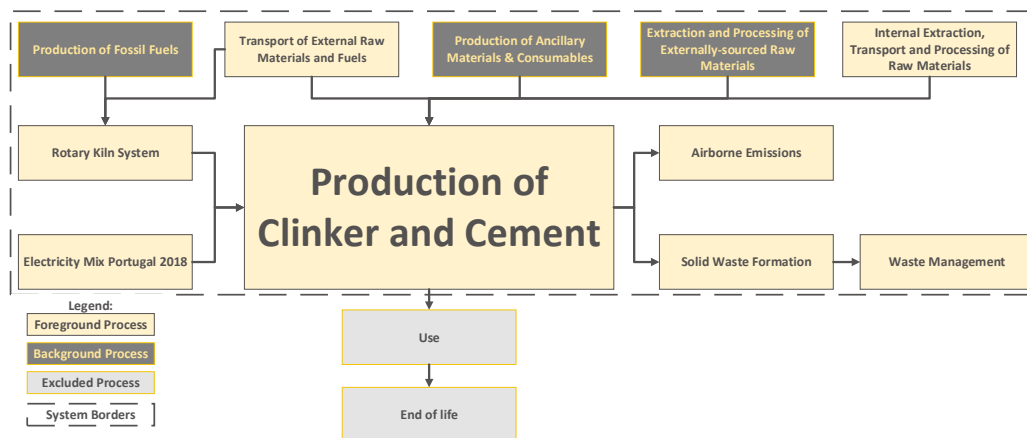 Production of Fossil Fuels
Transport of External Raw
Materials and Fuels
Production of Ancillary
Materials & Consumables
Extraction and Processing of
Externally-sourced Raw
Materials
Internal Extraction,
Transport and Processing of
Raw Materials
Rotary Kiln System
Production of
Clinker and Cement
Airborne Emissions
Electricity Mix Portugal 2018
Solid Waste Formation
Waste Management
Legend:
Foreground Process
Background Process
Excluded Process
System Borders
Use
End of life